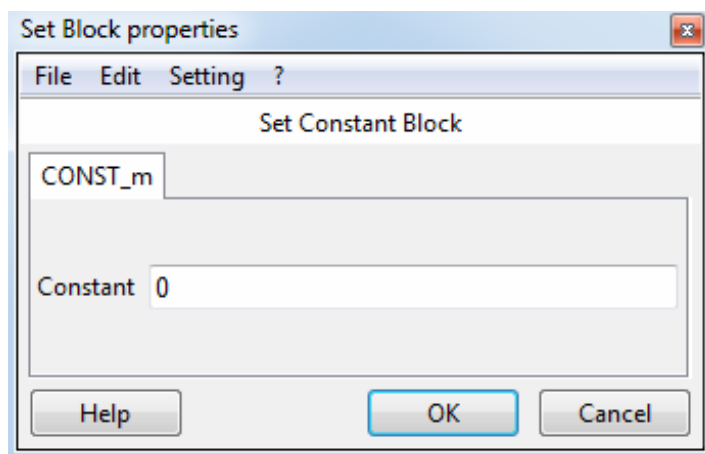 Set Block properties
File Edit Setting ?
Set Constant Block
CONST_m
Constant 0
Help OK Cancel